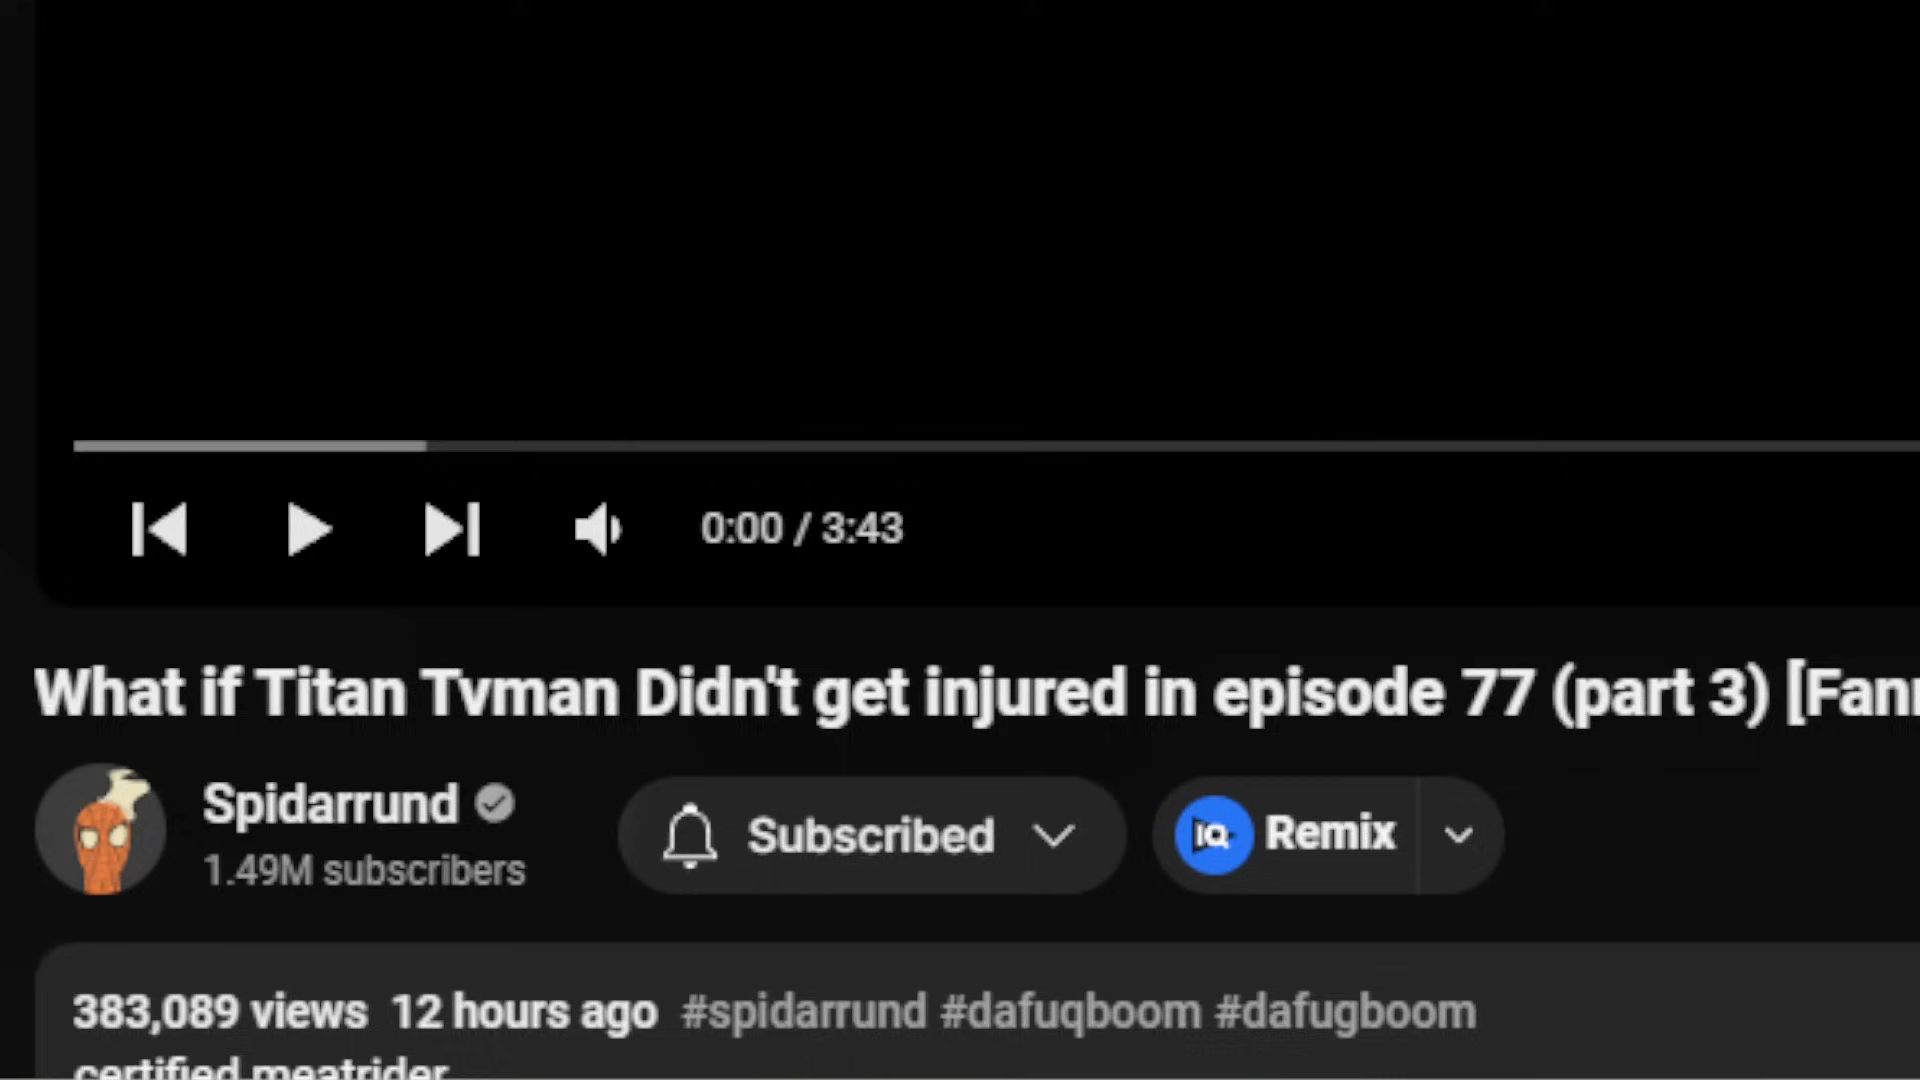 0:00 / 3:43
What if Titan Tvman Didn't get injured in episode 77 (part 3)
Spidarrund
1.49M subscribers
Subscribed
IQ Remix
383,089 views 12 hours ago #spidarrund #dafuqboom #dafugboom
certified meatrider